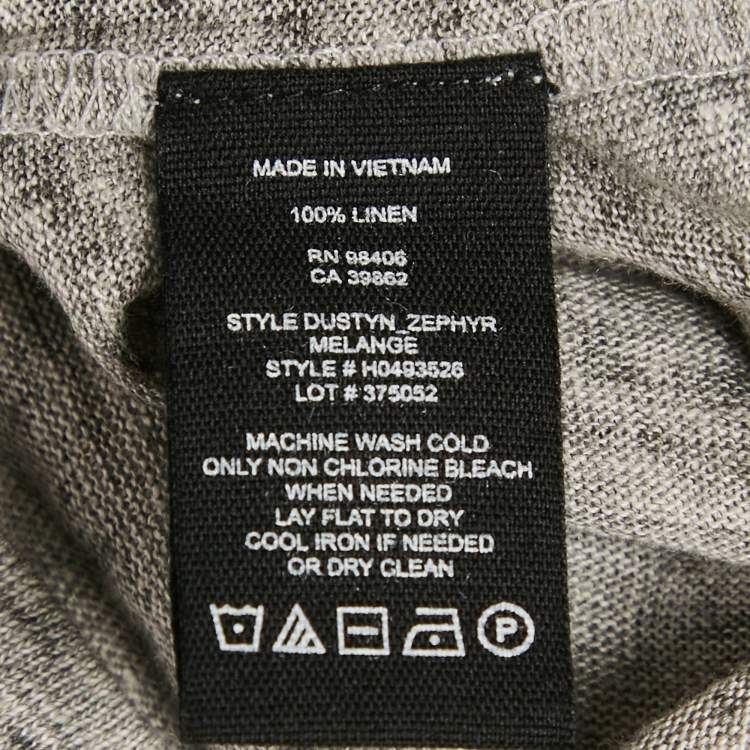 MADE IN VIETNAM
100% LINEN
RN 98406
CA 39862
STYLE DUSTYN_ZEPHYR
MELANGE
STYLE # H0493526
LOT # 375052
MACHINE WASH COLD
ONLY NON CHLORINE BLEACH
WHEN NEEDED
LAY FLAT TO DRY
COOL IRON IF NEEDED
OR DRY CLEAN
P